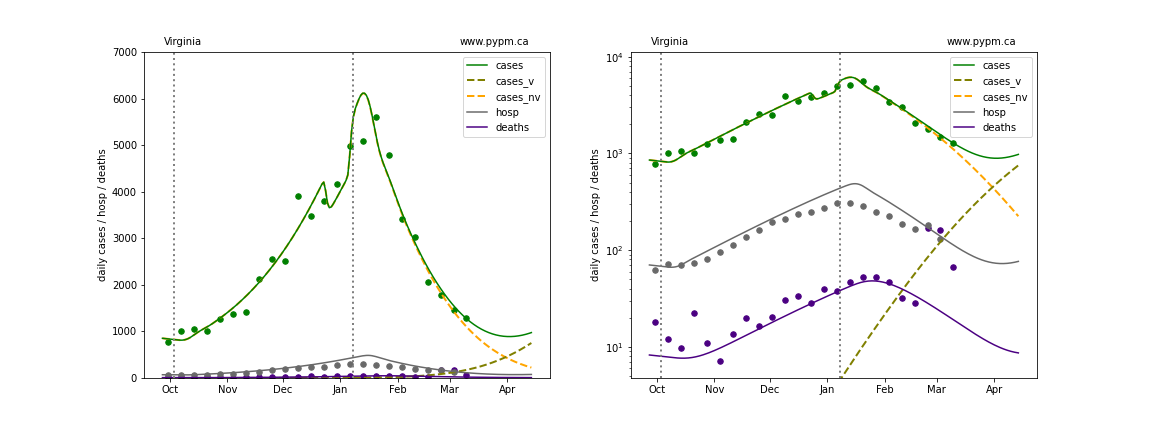 Virginia www.pypm.ca
7000
6000
5000
4000
3000
2000
1000
0
daily cases / hosp / deaths
cases
cases_v
cases_nv
hosp
deaths
Oct Nov Dec Jan Feb Mar Apr
Virginia www.pypm.ca
10⁴
10³
10²
10¹
daily cases / hosp / deaths
cases
cases_v
cases_nv
hosp
deaths
Oct Nov Dec Jan Feb Mar Apr